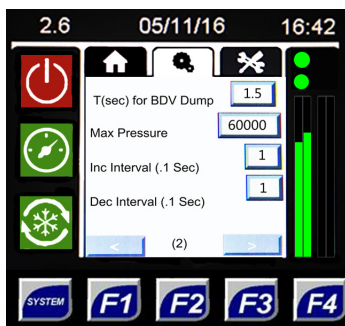 2.6 05/11/16 16:42
T(sec) for BDV Dump 1.5
Max Pressure 60000
Inc Interval (.1 Sec) 1
Dec Interval (.1 Sec) 1
< (2) >
SYSTEM F1 F2 F3 F4